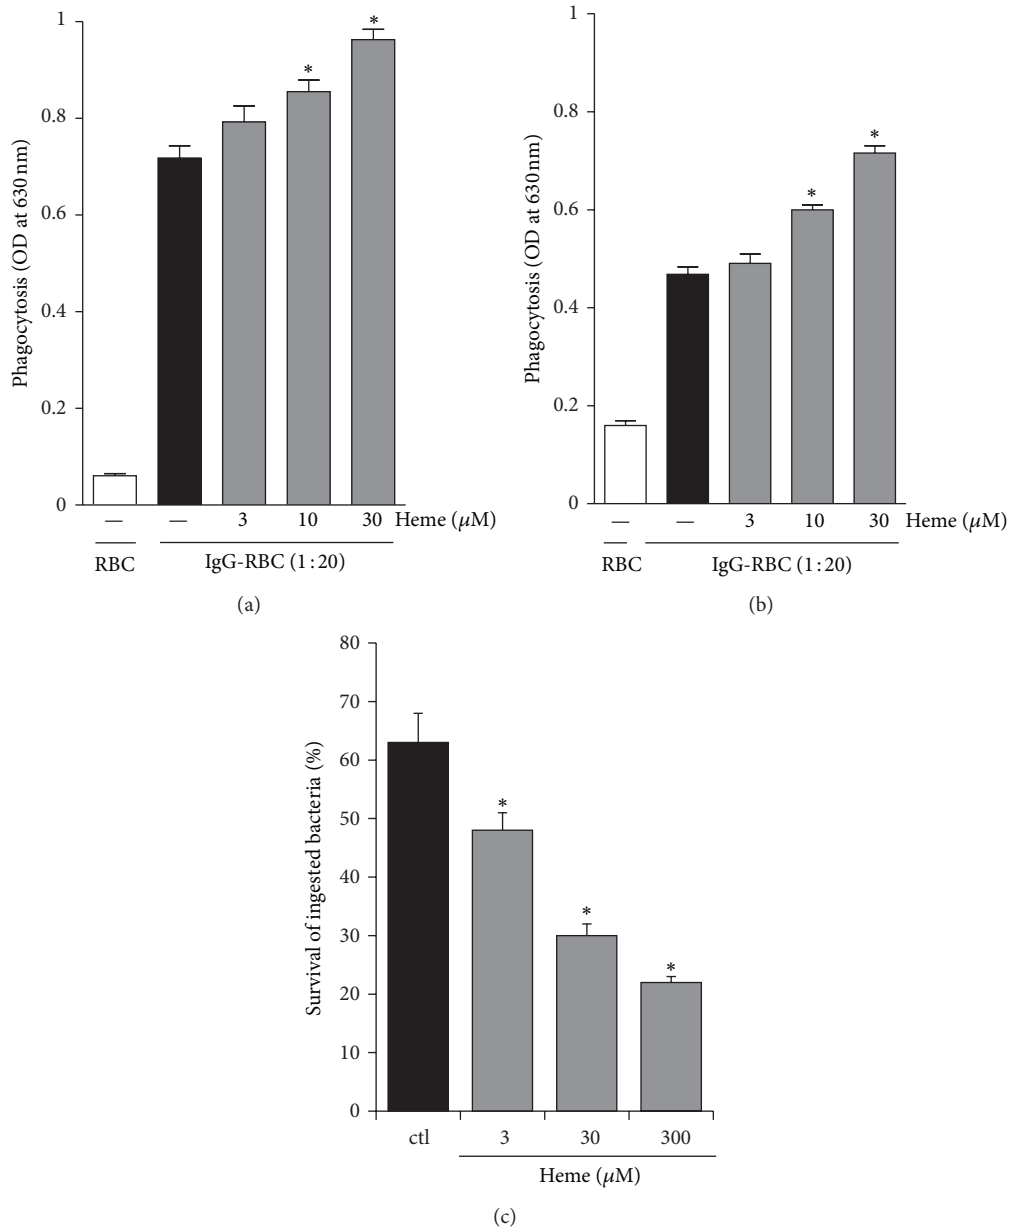 Phagocytosis (OD at 630 nm)
1
0.8
0.6
0.4
0.2
0
*
*
— — 3 10 30 Heme (μM)
RBC IgG-RBC (1 : 20)
(a)
Phagocytosis (OD at 630 nm)
1
0.8
0.6
0.4
0.2
0
*
*
— — 3 10 30 Heme (μM)
RBC IgG-RBC (1 : 20)
(b)
Survival of ingested bacteria (%)
80
70
60
50
40
30
20
10
0
*
*
*
ctl 3 30 300
Heme (μM)
(c)